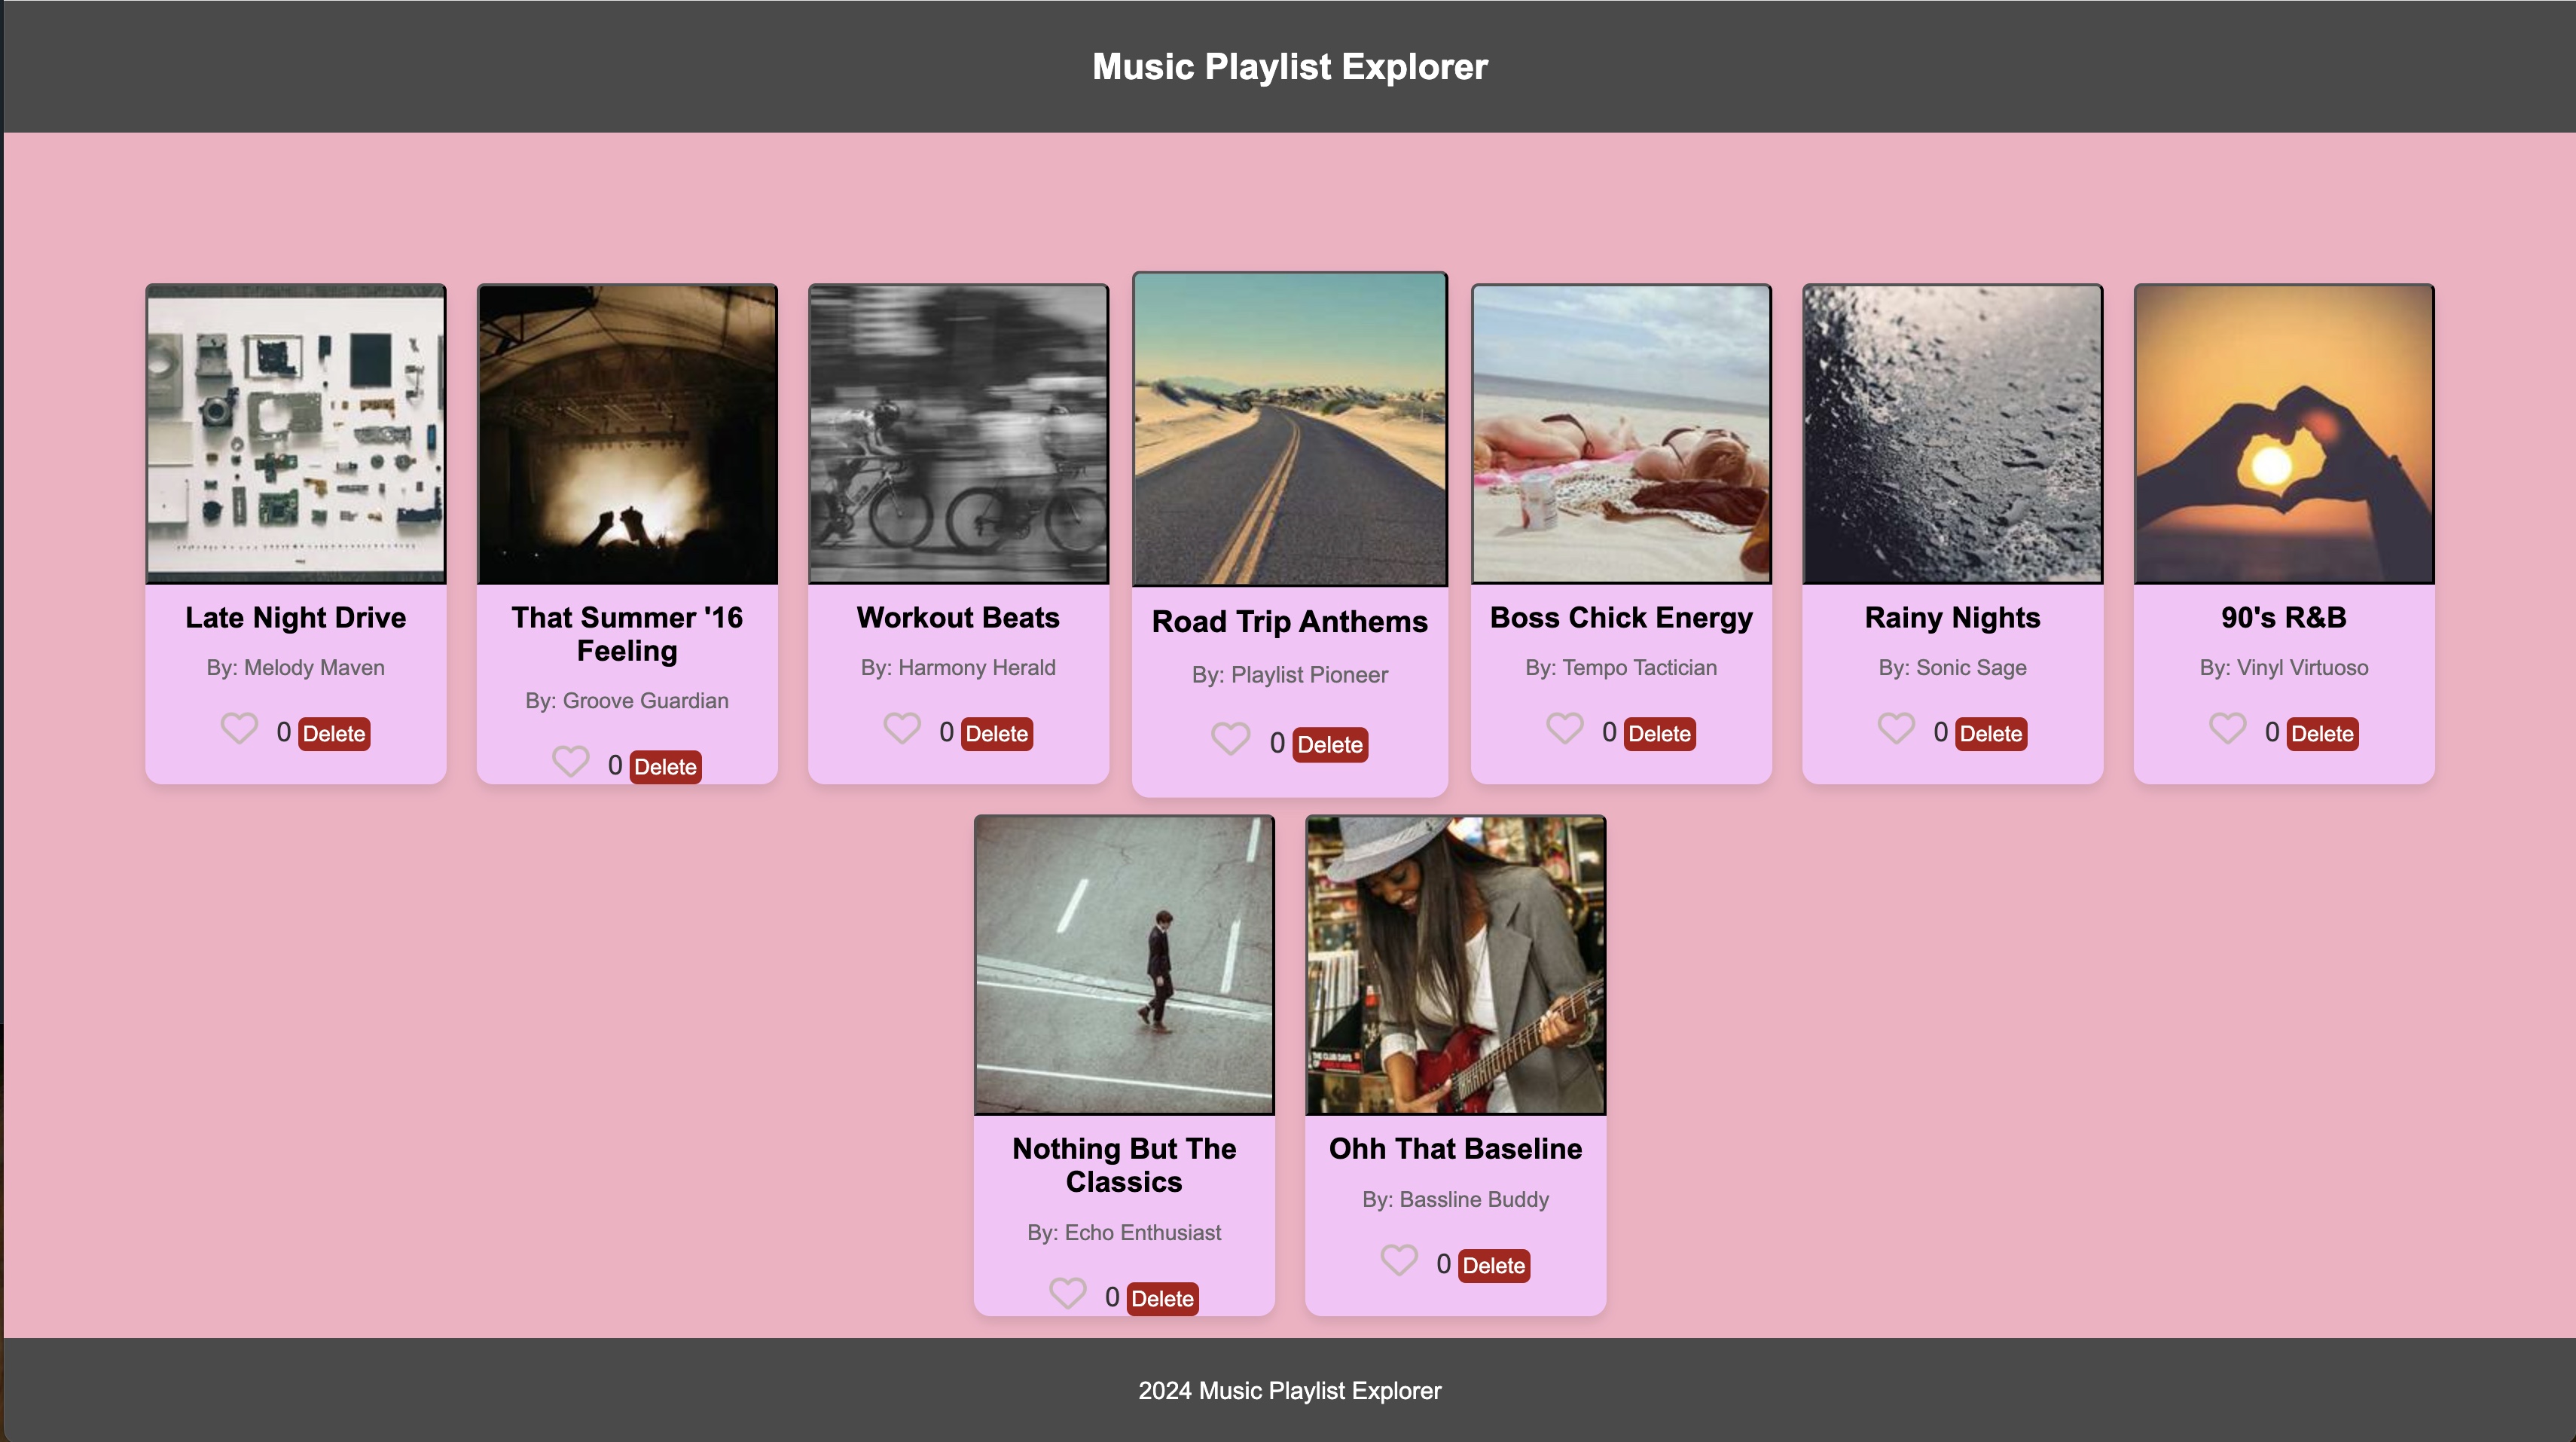 Music Playlist Explorer
Late Night Drive
By: Melody Maven
0 Delete
That Summer '16
Feeling
By: Groove Guardian
0 Delete
Workout Beats
By: Harmony Herald
0 Delete
Road Trip Anthems
By: Playlist Pioneer
0 Delete
Boss Chick Energy
By: Tempo Tactician
0 Delete
Rainy Nights
By: Sonic Sage
0 Delete
90's R&B
By: Vinyl Virtuoso
0 Delete
Nothing But The
Classics
By: Echo Enthusiast
0 Delete
Ohh That Baseline
By: Bassline Buddy
0 Delete
2024 Music Playlist Explorer